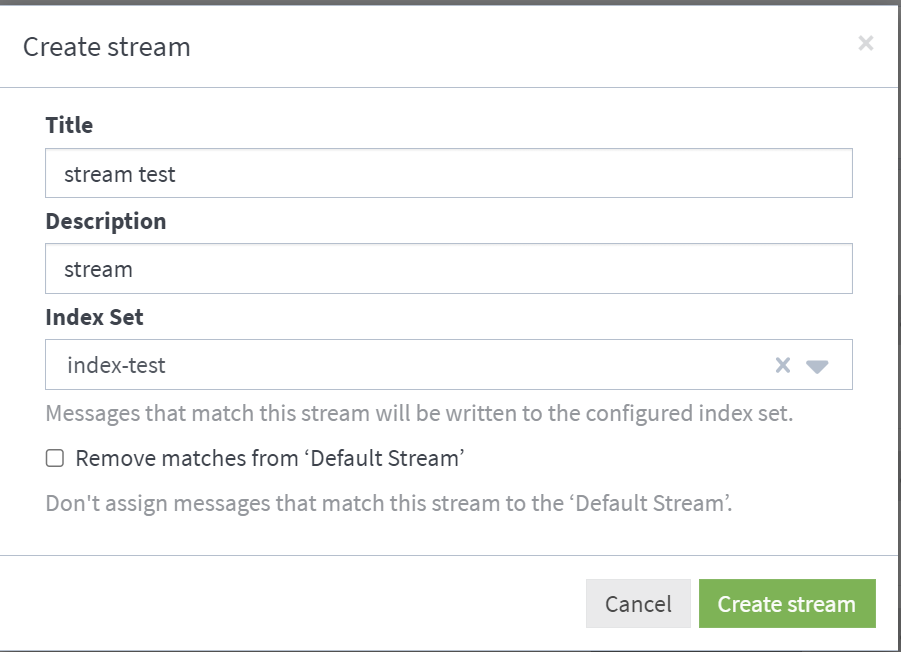 Create stream
Title
stream test
Description
stream
Index Set
index-test
Messages that match this stream will be written to the configured index set.
Remove matches from ‘Default Stream’
Don't assign messages that match this stream to the ‘Default Stream’.
Cancel
Create stream